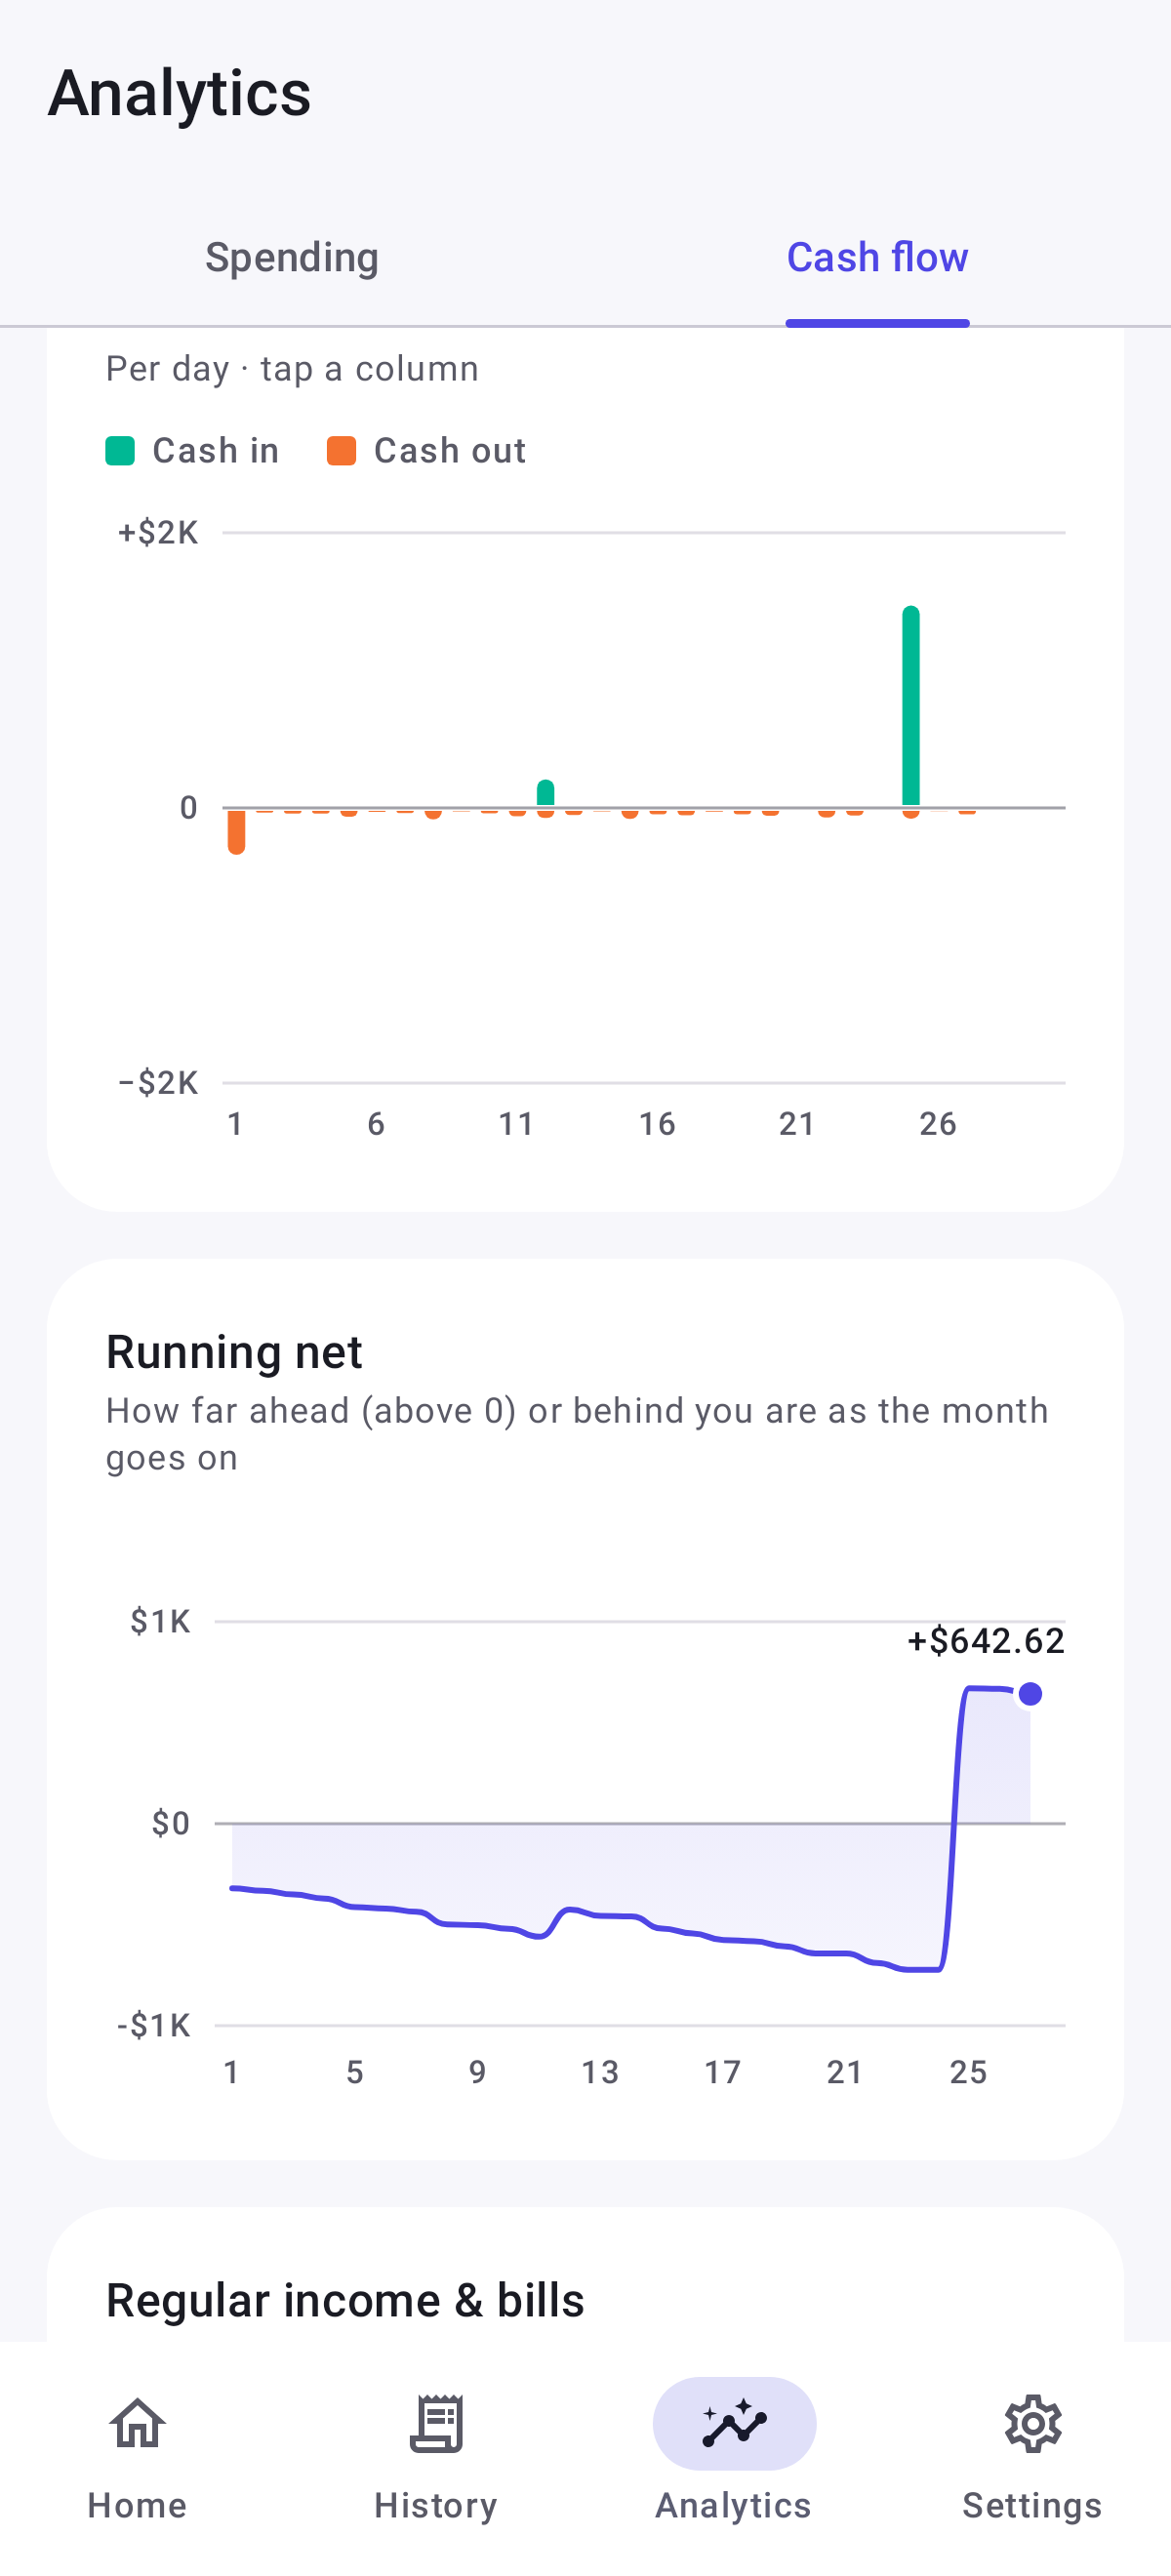 Analytics
Spending
Cash flow
Per day · tap a column
Cash in
Cash out
+$2K
0
−$2K
1 6 11 16 21 26
Running net
How far ahead (above 0) or behind you are as the month
goes on
$1K
+$642.62
$0
-$1K
1 5 9 13 17 21 25
Regular income & bills
Home
History
Analytics
Settings